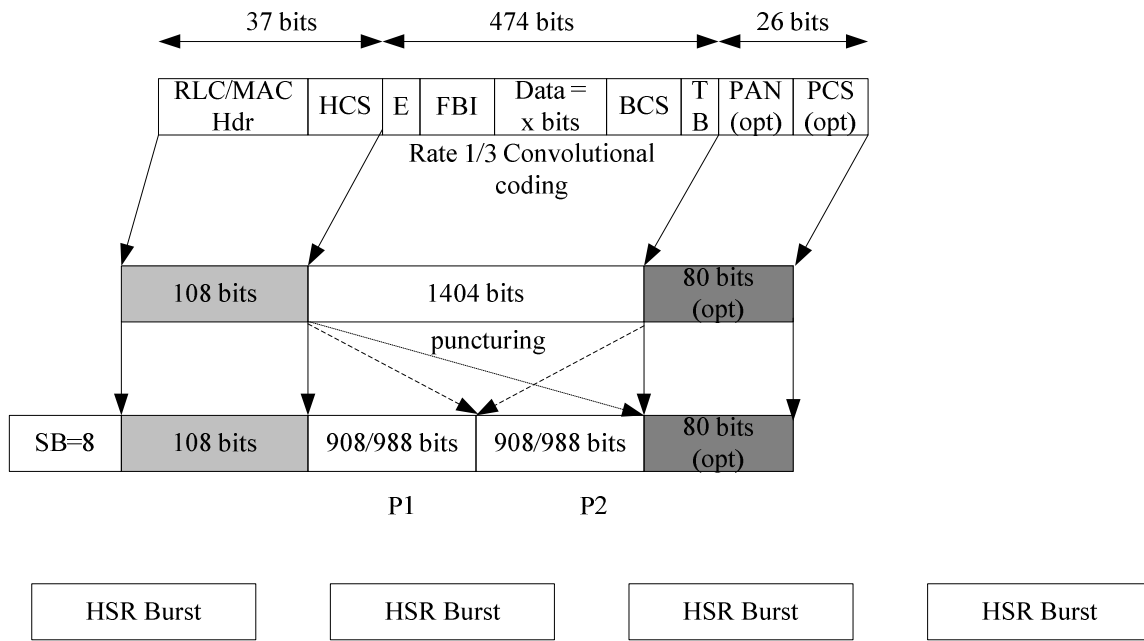 37 bits
474 bits
26 bits
RLC/MAC
Hdr
HCS
E
FBI
Data =
x bits
BCS
T
B
PAN
(opt)
PCS
(opt)
Rate 1/3 Convolutional
coding
108 bits
1404 bits
80 bits
(opt)
puncturing
SB=8
108 bits
908/988 bits
908/988 bits
80 bits
(opt)
P1
P2
HSR Burst
HSR Burst
HSR Burst
HSR Burst